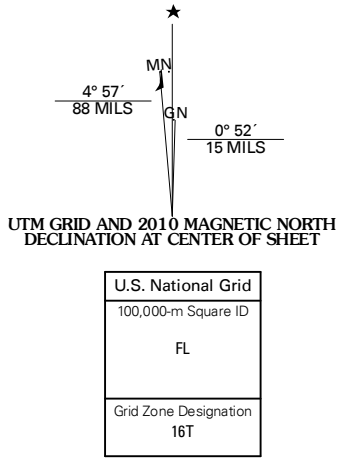 ★
MN
4° 57´
88 MILS
GN
0° 52´
15 MILS
UTM GRID AND 2010 MAGNETIC NORTH
DECLINATION AT CENTER OF SHEET
U.S. National Grid
100,000-m Square ID
FL
Grid Zone Designation
16T